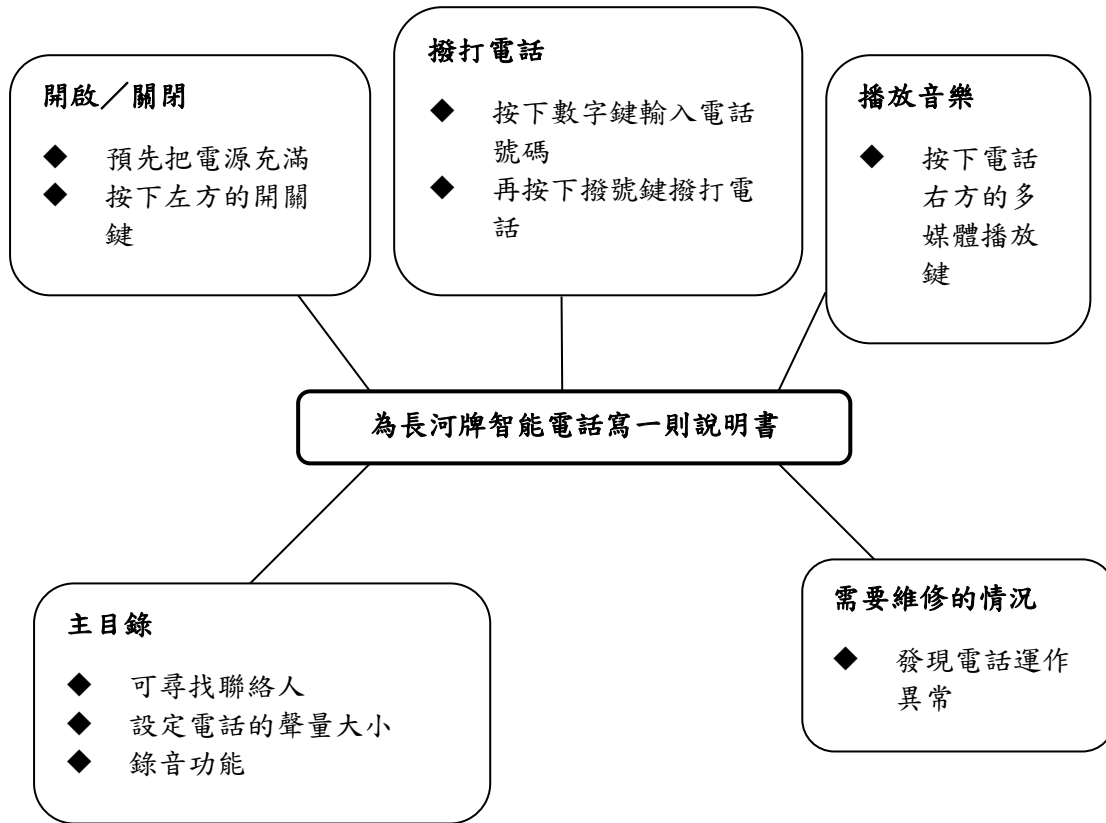 開啟／關閉
◆ 預先把電源充滿
◆ 按下左方的開關
鍵
撥打電話
◆ 按下數字鍵輸入電話
號碼
◆ 再按下撥號鍵撥打電
話
播放音樂
◆ 按下電話
右方的多
媒體播放
鍵
為長河牌智能電話寫一則說明書
主目錄
◆ 可尋找聯絡人
◆ 設定電話的聲量大小
◆ 錄音功能
需要維修的情況
◆ 發現電話運作
異常